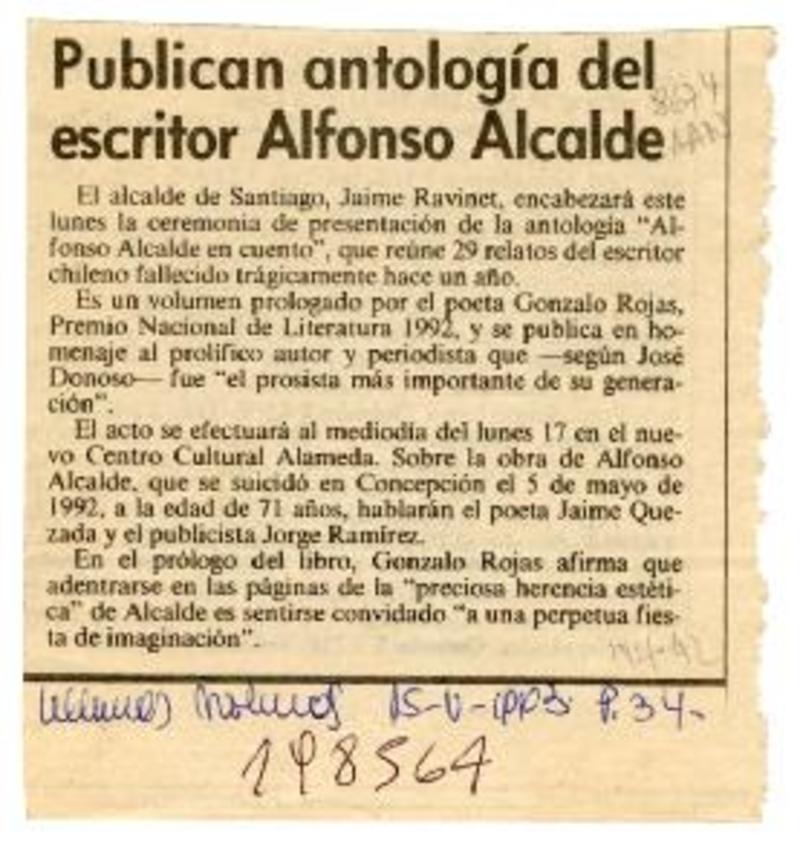 Publican antología del
escritor Alfonso Alcalde
El alcalde de Santiago, Jaime Ravinet, encabezará este
lunes la ceremonia de presentación de la antología "Al-
fonso Alcalde en cuento", que reúne 29 relatos del escritor
chileno fallecido trágicamente hace un año.
Es un volumen prologado por el poeta Gonzalo Rojas,
Premio Nacional de Literatura 1992, y se publica en ho-
menaje al prolífico autor y periodista que —según José
Donoso— fue "el prosista más importante de su genera-
ción".
El acto se efectuará al mediodía del lunes 17 en el nue-
vo Centro Cultural Alameda. Sobre la obra de Alfonso
Alcalde, que se suicidó en Concepción el 5 de mayo de
1992, a la edad de 71 años, hablarán el poeta Jaime Que-
zada y el publicista Jorge Ramírez.
En el prólogo del libro, Gonzalo Rojas afirma que
adentrarse en las páginas de la "preciosa herencia estéti-
ca" de Alcalde es sentirse convidado "a una perpetua fies-
ta de imaginación".
15-V-1993 P. 34-
198564